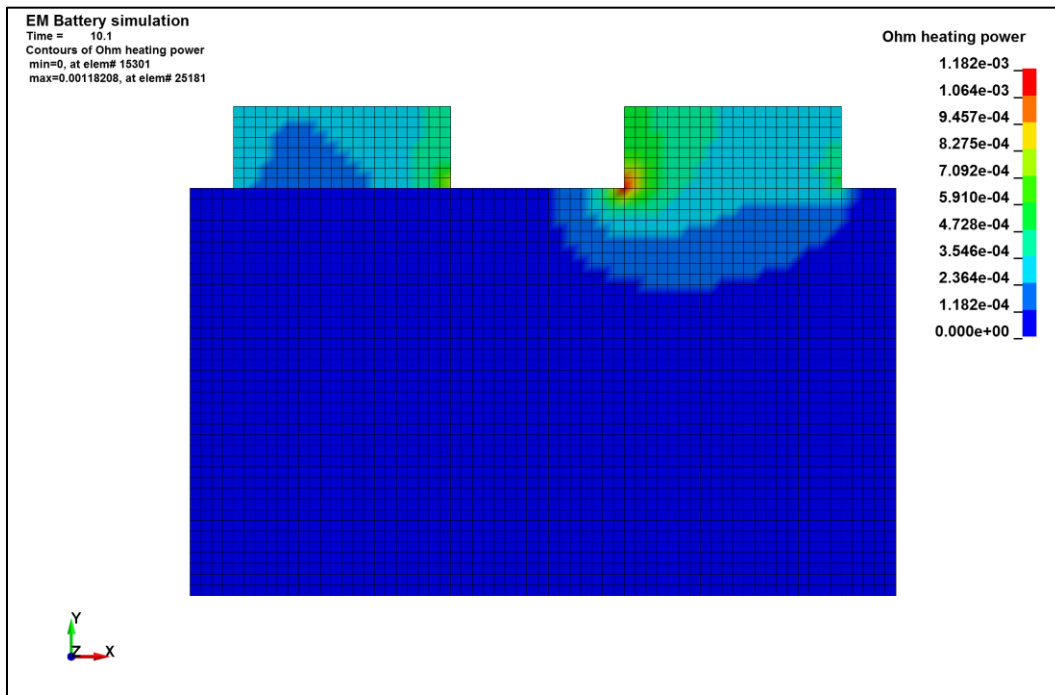 EM Battery simulation
Time = 10.1
Contours of Ohm heating power
min=0, at elem# 15301
max=0.00118208, at elem# 25181
Ohm heating power
1.182e-03
1.064e-03
9.457e-04
8.275e-04
7.092e-04
5.910e-04
4.728e-04
3.546e-04
2.364e-04
1.182e-04
0.000e+00
Y
Z X